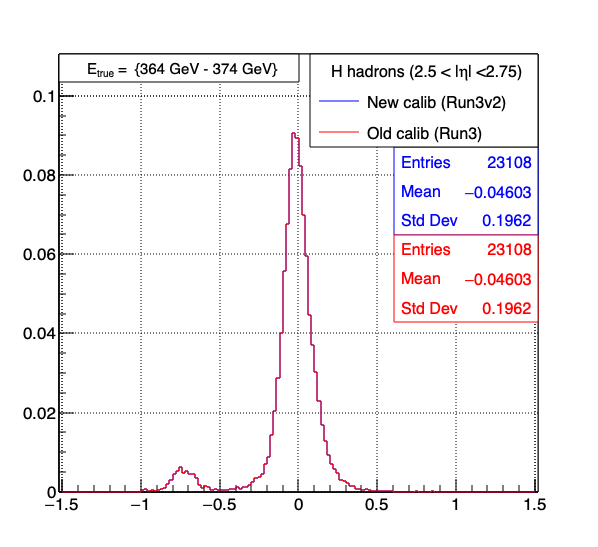 E_true = {364 GeV - 374 GeV}
H hadrons (2.5 < |η| <2.75)
New calib (Run3v2)
Old calib (Run3)
Entries 23108
Mean −0.04603
Std Dev 0.1962
Entries 23108
Mean −0.04603
Std Dev 0.1962
0.1
0.08
0.06
0.04
0.02
0
−1.5 −1 −0.5 0 0.5 1 1.5